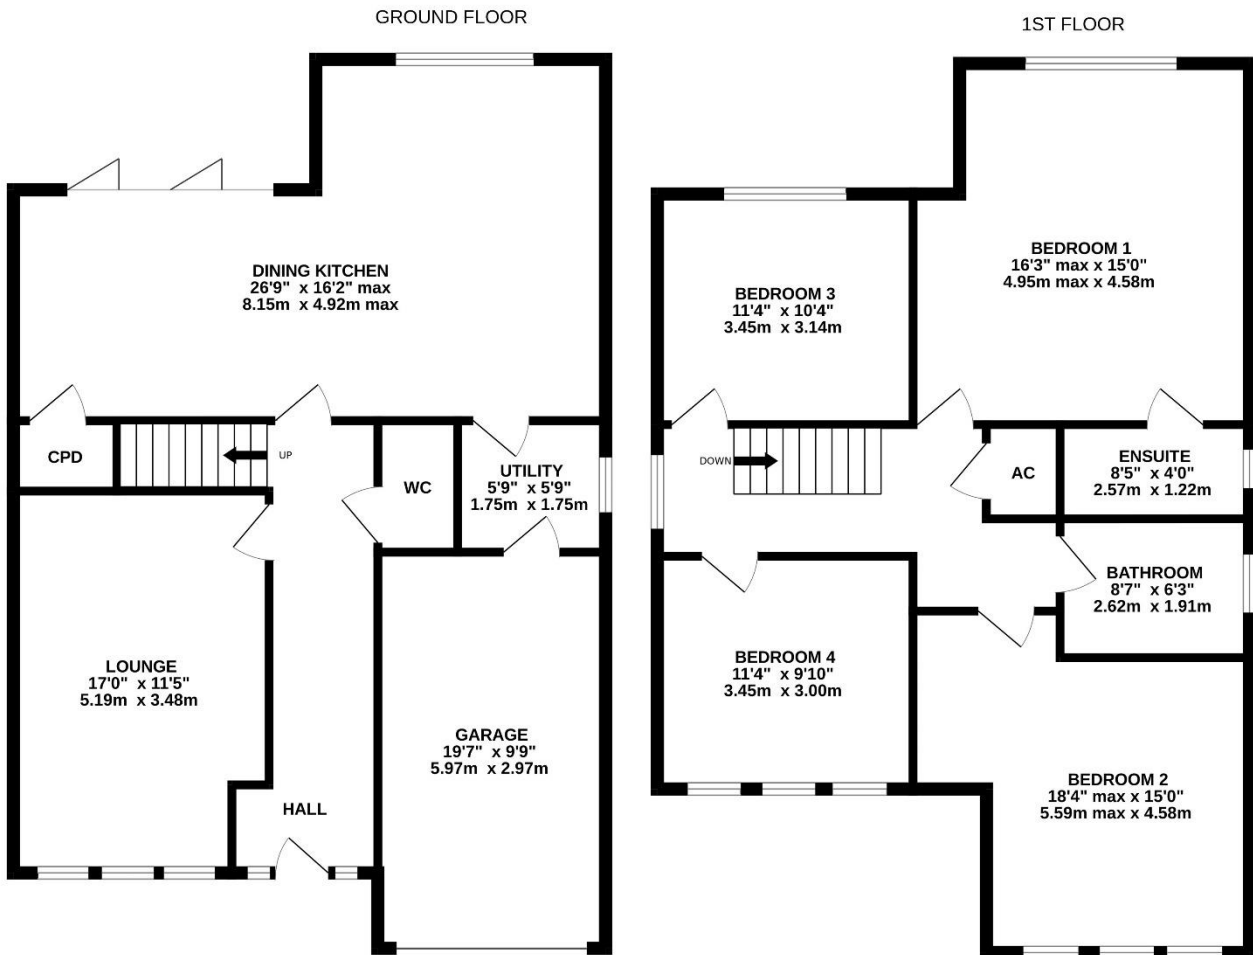 GROUND FLOOR
DINING KITCHEN
26'9" x 16'2" max
8.15m x 4.92m max
CPD
UP
WC
UTILITY
5'9" x 5'9"
1.75m x 1.75m
LOUNGE
17'0" x 11'5"
5.19m x 3.48m
GARAGE
19'7" x 9'9"
5.97m x 2.97m
HALL
1ST FLOOR
BEDROOM 1
16'3" max x 15'0"
4.95m max x 4.58m
BEDROOM 3
11'4" x 10'4"
3.45m x 3.14m
DOWN
AC
ENSUITE
8'5" x 4'0"
2.57m x 1.22m
BATHROOM
8'7" x 6'3"
2.62m x 1.91m
BEDROOM 4
11'4" x 9'10"
3.45m x 3.00m
BEDROOM 2
18'4" max x 15'0"
5.59m max x 4.58m